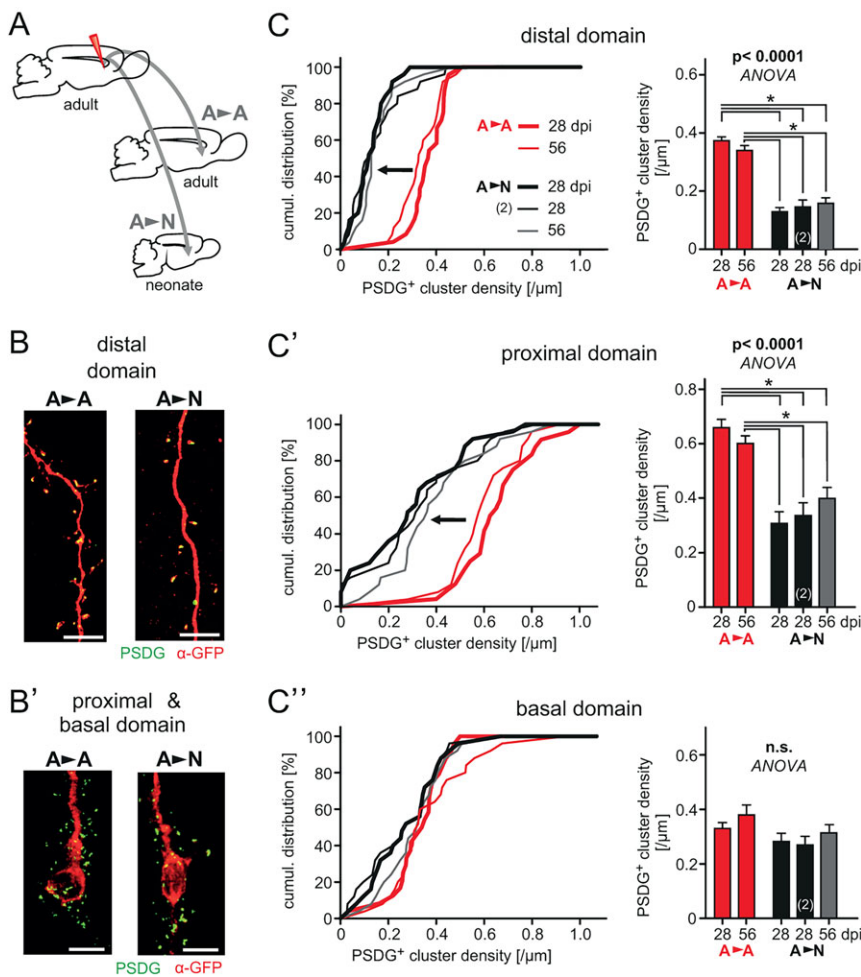 A
adult
A►A
adult
A►N
neonate
B
distal
domain
A►A
A►N
PSDG α-GFP
B'
proximal &
basal domain
A►A
A►N
PSDG α-GFP
C
distal domain
cumul. distribution [%]
100
80
60
40
20
0
A►A 28 dpi
56
A►N 28 dpi
(2) 28
56
0 0.2 0.4 0.6 0.8 1.0
PSDG+ cluster density [/μm]
p< 0.0001
ANOVA
*
*
PSDG+ cluster density
[/μm]
0.6
0.4
0.2
0
(2)
28 56 28 28 56 dpi
A►A A►N
C'
proximal domain
cumul. distribution [%]
100
80
60
40
20
0
0 0.2 0.4 0.6 0.8 1.0
PSDG+ cluster density [/μm]
p< 0.0001
ANOVA
*
*
PSDG+ cluster density
[/μm]
0.8
0.6
0.4
0.2
0
(2)
28 56 28 28 56 dpi
A►A A►N
C''
basal domain
cumul. distribution [%]
100
80
60
40
20
0
0 0.2 0.4 0.6 0.8 1.0
PSDG+ cluster density [/μm]
n.s.
ANOVA
PSDG+ cluster density
[/μm]
0.6
0.4
0.2
0
(2)
28 56 28 28 56 dpi
A►A A►N